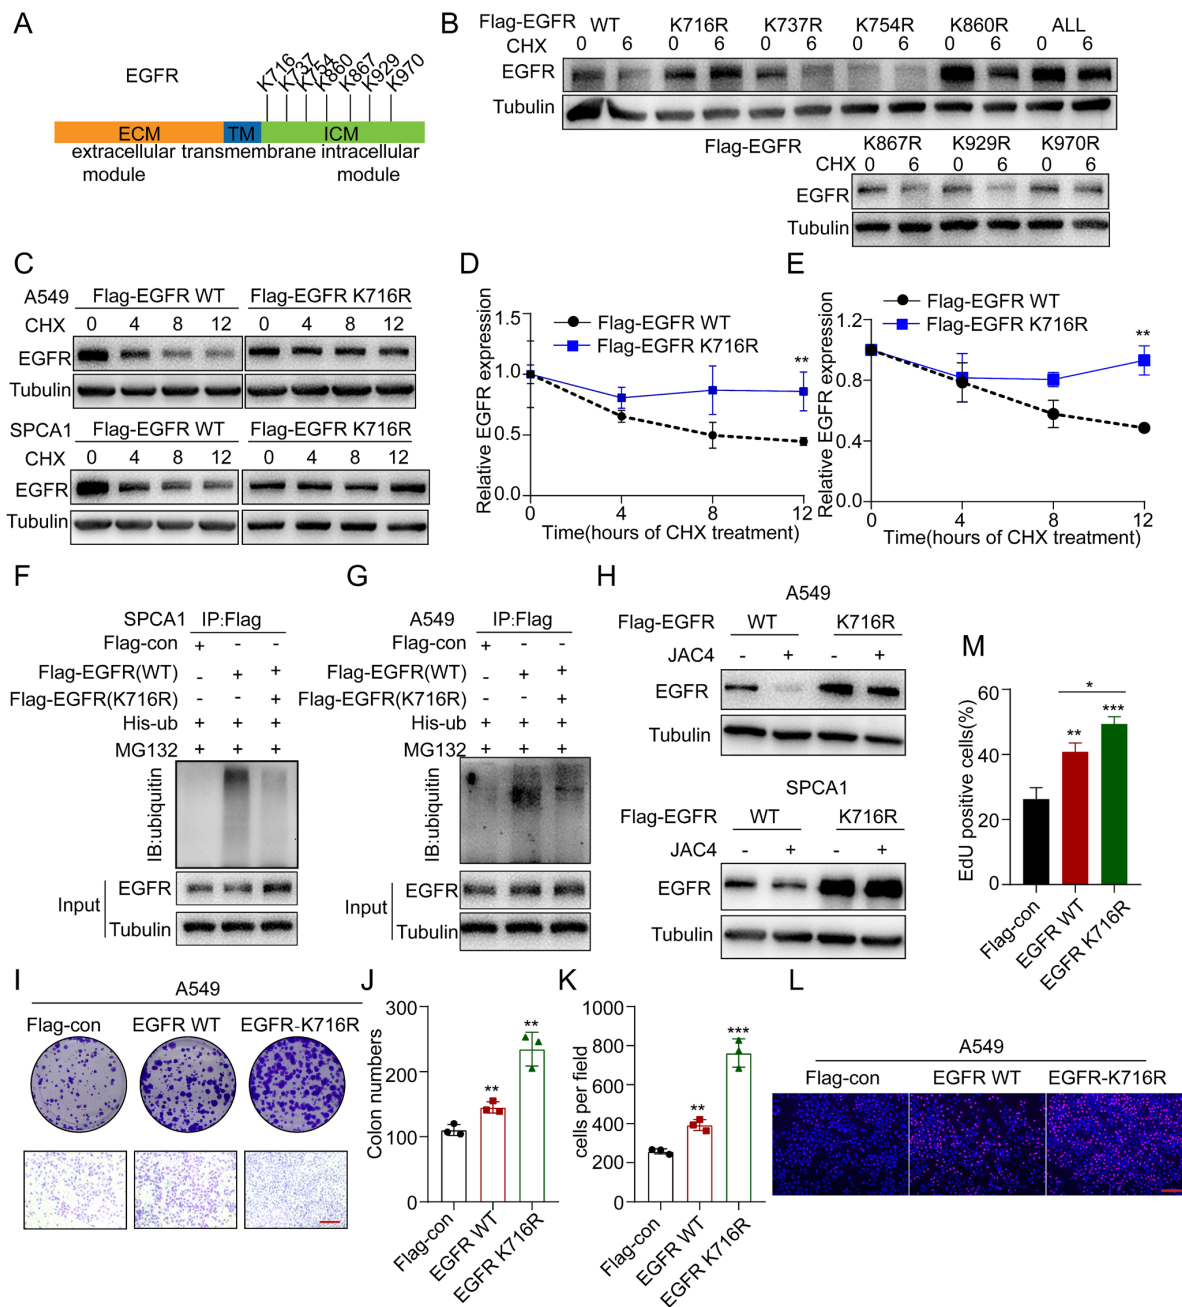 A
EGFR
K716
K737
K754
K860
K867
K929
K970
ECM TM ICM
extracellular transmembrane intracellular
module module
B
Flag-EGFR WT K716R K737R K754R K860R ALL
CHX 0 6 0 6 0 6 0 6 0 6 0 6
EGFR
Tubulin
Flag-EGFR K867R K929R K970R
CHX 0 6 0 6 0 6
EGFR
Tubulin
C
A549 Flag-EGFR WT Flag-EGFR K716R
CHX 0 4 8 12 0 4 8 12
EGFR
Tubulin
SPCA1 Flag-EGFR WT Flag-EGFR K716R
CHX 0 4 8 12 0 4 8 12
EGFR
Tubulin
D
Relative EGFR expression
1.5
1.0
0.5
0.0
Flag-EGFR WT
Flag-EGFR K716R
**
0 4 8 12
Time(hours of CHX treatment)
E
Relative EGFR expression
1.2
0.8
0.4
0.0
Flag-EGFR WT
Flag-EGFR K716R
**
0 4 8 12
Time(hours of CHX treatment)
F
SPCA1 IP:Flag
Flag-con + - -
Flag-EGFR(WT) - + +
Flag-EGFR(K716R) - - +
His-ub + + +
MG132 + + +
IB:ubiquitin
Input
EGFR
Tubulin
G
A549 IP:Flag
Flag-con + - -
Flag-EGFR(WT) - + +
Flag-EGFR(K716R) - - +
His-ub + + +
MG132 + + +
IB:ubiquitin
Input
EGFR
Tubulin
H
A549
Flag-EGFR WT K716R
JAC4 - + - +
EGFR
Tubulin
SPCA1
Flag-EGFR WT K716R
JAC4 - + - +
EGFR
Tubulin
M
EdU positive cells(%)
60
40
20
0
*
** ***
Flag-con
EGFR WT
EGFR K716R
I
A549
Flag-con EGFR WT EGFR-K716R
J
Colon numbers
300
200
100
0
** **
Flag-con
EGFR WT
EGFR K716R
K
cells per field
1000
800
600
400
200
0
** ***
Flag-con
EGFR WT
EGFR K716R
L
A549
Flag-con EGFR WT EGFR-K716R